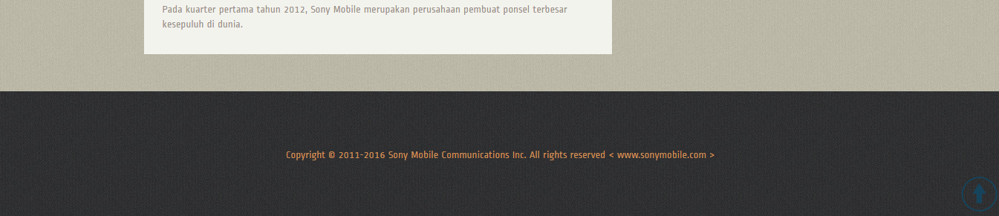 Pada kuarter pertama tahun 2012, Sony Mobile merupakan perusahaan pembuat ponsel terbesar
kesepuluh di dunia.
Copyright © 2011-2016 Sony Mobile Communications Inc. All rights reserved < www.sonymobile.com >